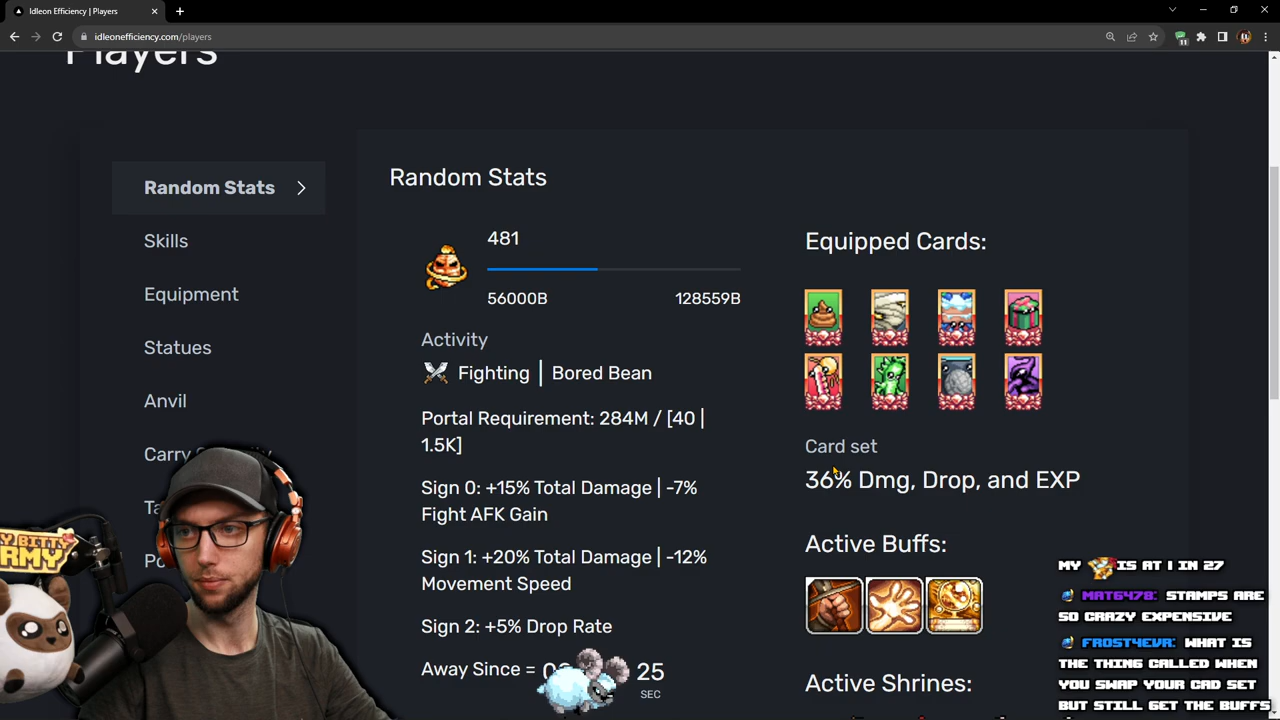 Idleon Efficiency | Players
idleonefficiency.com/players
11
Players
Random Stats
Skills
Equipment
Statues
Anvil
Random Stats
481
56000B
128559B
Activity
Fighting | Bored Bean
Portal Requirement: 284M / [40 |
1.5K]
Sign 0: +15% Total Damage | -7%
Fight AFK Gain
Sign 1: +20% Total Damage | -12%
Movement Speed
Sign 2: +5% Drop Rate
Away Since =
25
SEC
Equipped Cards:
Card set
36% Dmg, Drop, and EXP
Active Buffs:
Active Shrines:
MY IS AT 1 IN 27
MAT6478: STAMPS ARE
SO CRAZY EXPENSIVE
FROST4EVR: WHAT IS
THE THING CALLED WHEN
YOU SWAP YOUR CAD SET
BUT STILL GET THE BUFFS